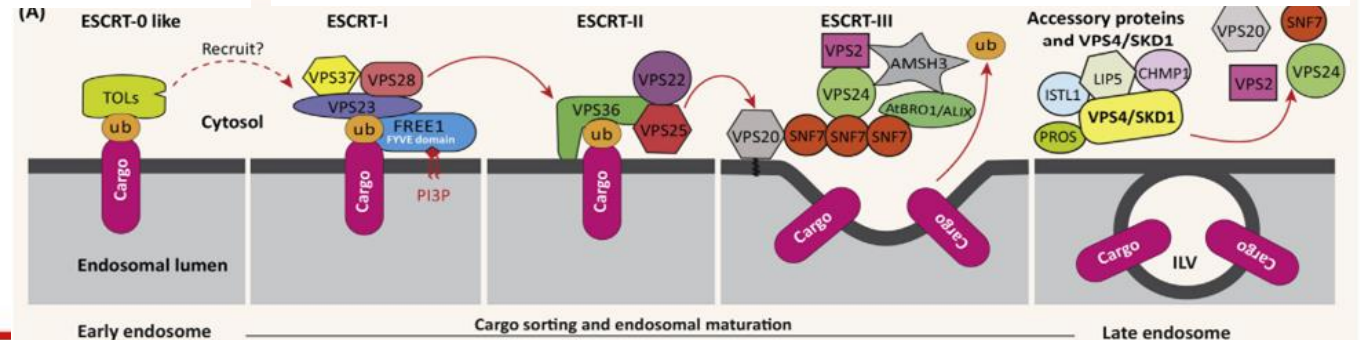 (A)
ESCRT-0 like
Recruit?
TOLs
ub
Cargo
Cytosol
Endosomal lumen
Early endosome
ESCRT-I
VPS37
VPS28
VPS23
ub
FREE1
FYVE domain
Cargo
PI3P
ESCRT-II
VPS22
VPS36
ub
VPS25
Cargo
ESCRT-III
VPS2
AMSH3
ub
VPS24
AtBRO1/ALIX
VPS20
SNF7
SNF7
SNF7
Cargo
Cargo
Cargo sorting and endosomal maturation
Accessory proteins
and VPS4/SKD1
VPS20
SNF7
VPS2
VPS24
ISTL1
LIP5
CHMP1
VPS4/SKD1
PROS
Cargo
Cargo
ILV
Late endosome